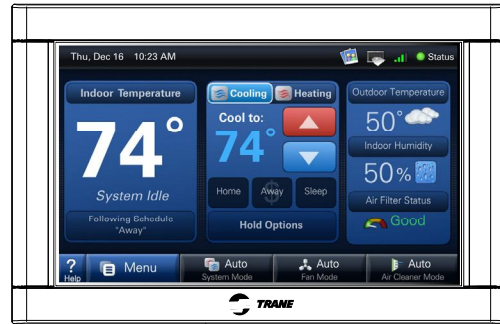 Thu, Dec 16 10:23 AM
Status
Indoor Temperature
74°
System Idle
Following Schedule
"Away"
Cooling
Heating
Cool to:
74°
Home
Away
Sleep
Hold Options
Outdoor Temperature
50°
Indoor Humidity
50%
Air Filter Status
Good
?
Help
Menu
Auto
System Mode
Auto
Fan Mode
Auto
Air Cleaner Mode
TRANE